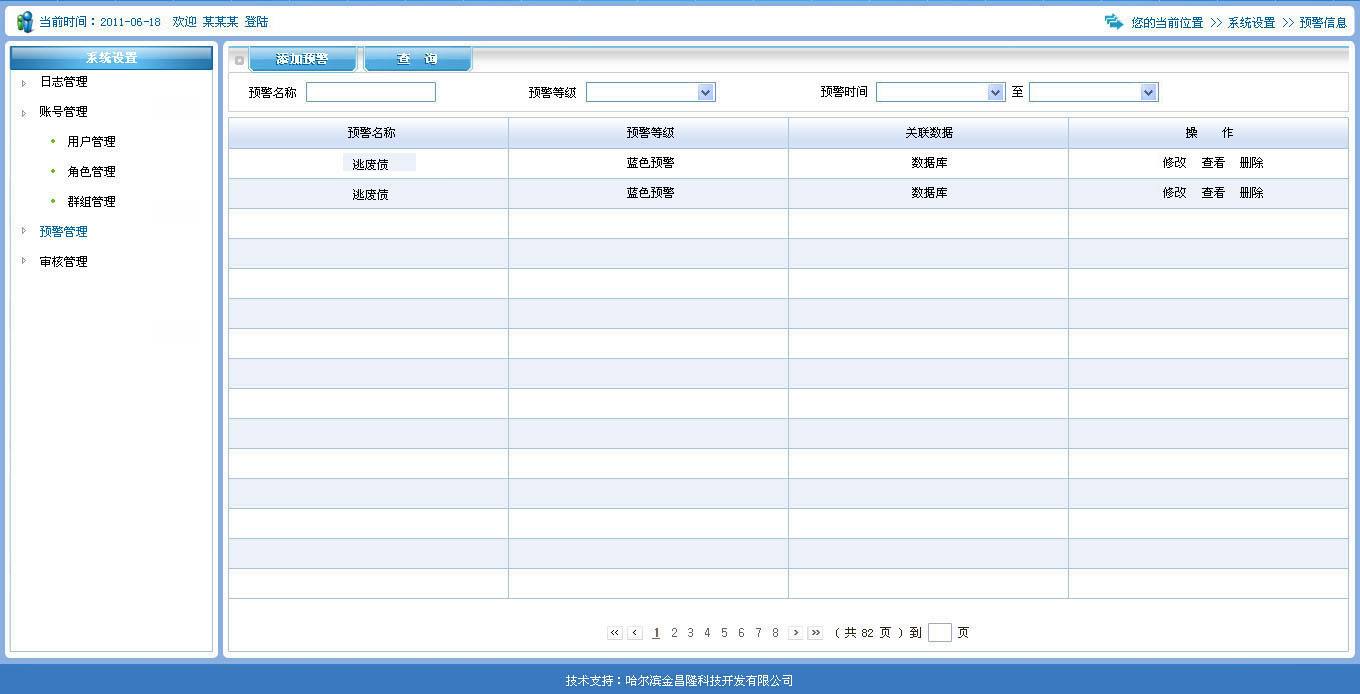 当前时间：2011-06-18 欢迎 某某某 登陆
您的当前位置 >> 系统设置 >> 预警信息
系统设置
日志管理
账号管理
用户管理
角色管理
群组管理
预警管理
审核管理
添加预警 查 询
预警名称 预警等级 预警时间 至
预警名称 预警等级 关联数据 操 作
逃废债 蓝色预警 数据库 修改 查看 删除
逃废债 蓝色预警 数据库 修改 查看 删除
<< < 1 2 3 4 5 6 7 8 > >> ( 共 82 页 ) 到 页
技术支持：哈尔滨金昌隆科技开发有限公司